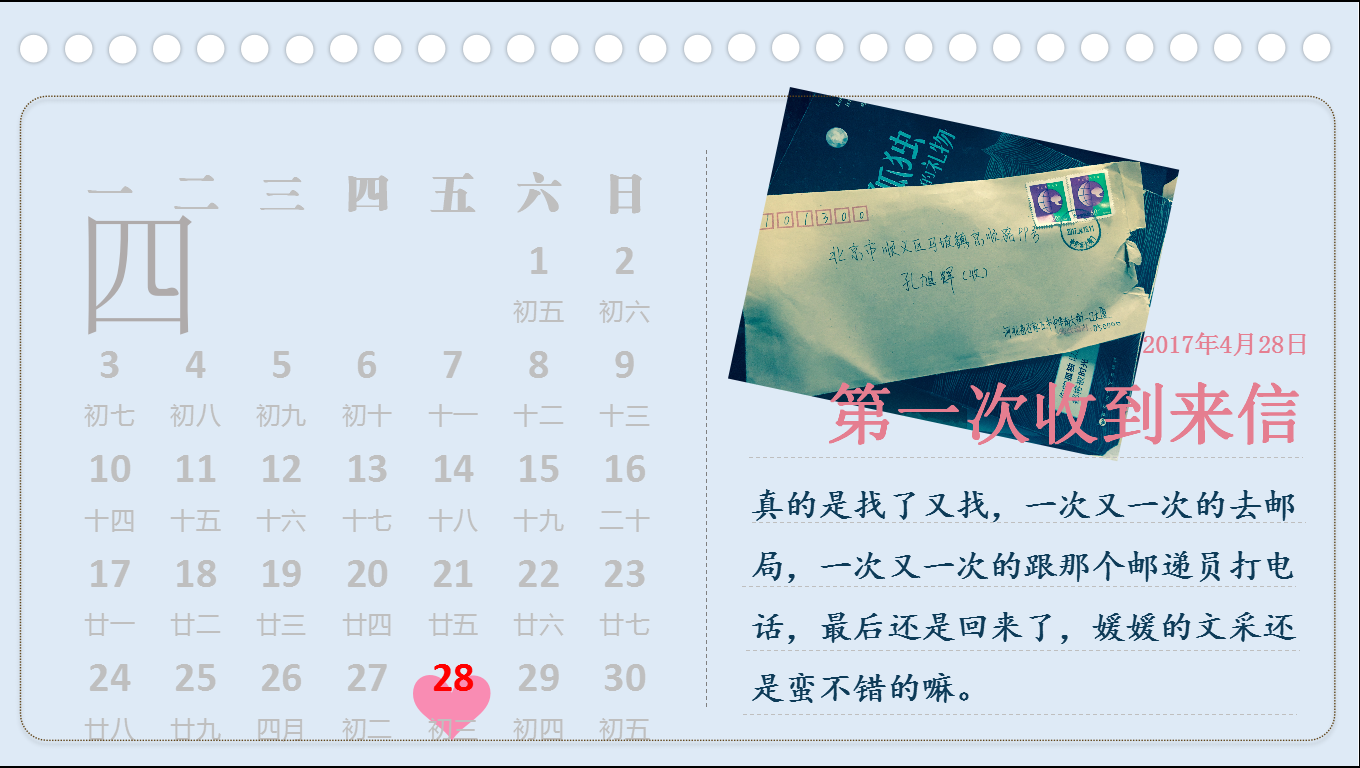 一 二 三 四 五 六 日
四
1 2
初五 初六
3 4 5 6 7 8 9
初七 初八 初九 初十 十一 十二 十三
10 11 12 13 14 15 16
十四 十五 十六 十七 十八 十九 二十
17 18 19 20 21 22 23
廿一 廿二 廿三 廿四 廿五 廿六 廿七
24 25 26 27 28 29 30
廿八 廿九 四月 初二 初三 初四 初五
孤独
的礼物
101300
北京市顺义区马坡镇
孔旭辉（收）
2017年4月28日
第一次收到来信
真的是找了又找，一次又一次的去邮
局，一次又一次的跟那个邮递员打电
话，最后还是回来了，媛媛的文采还
是蛮不错的嘛。